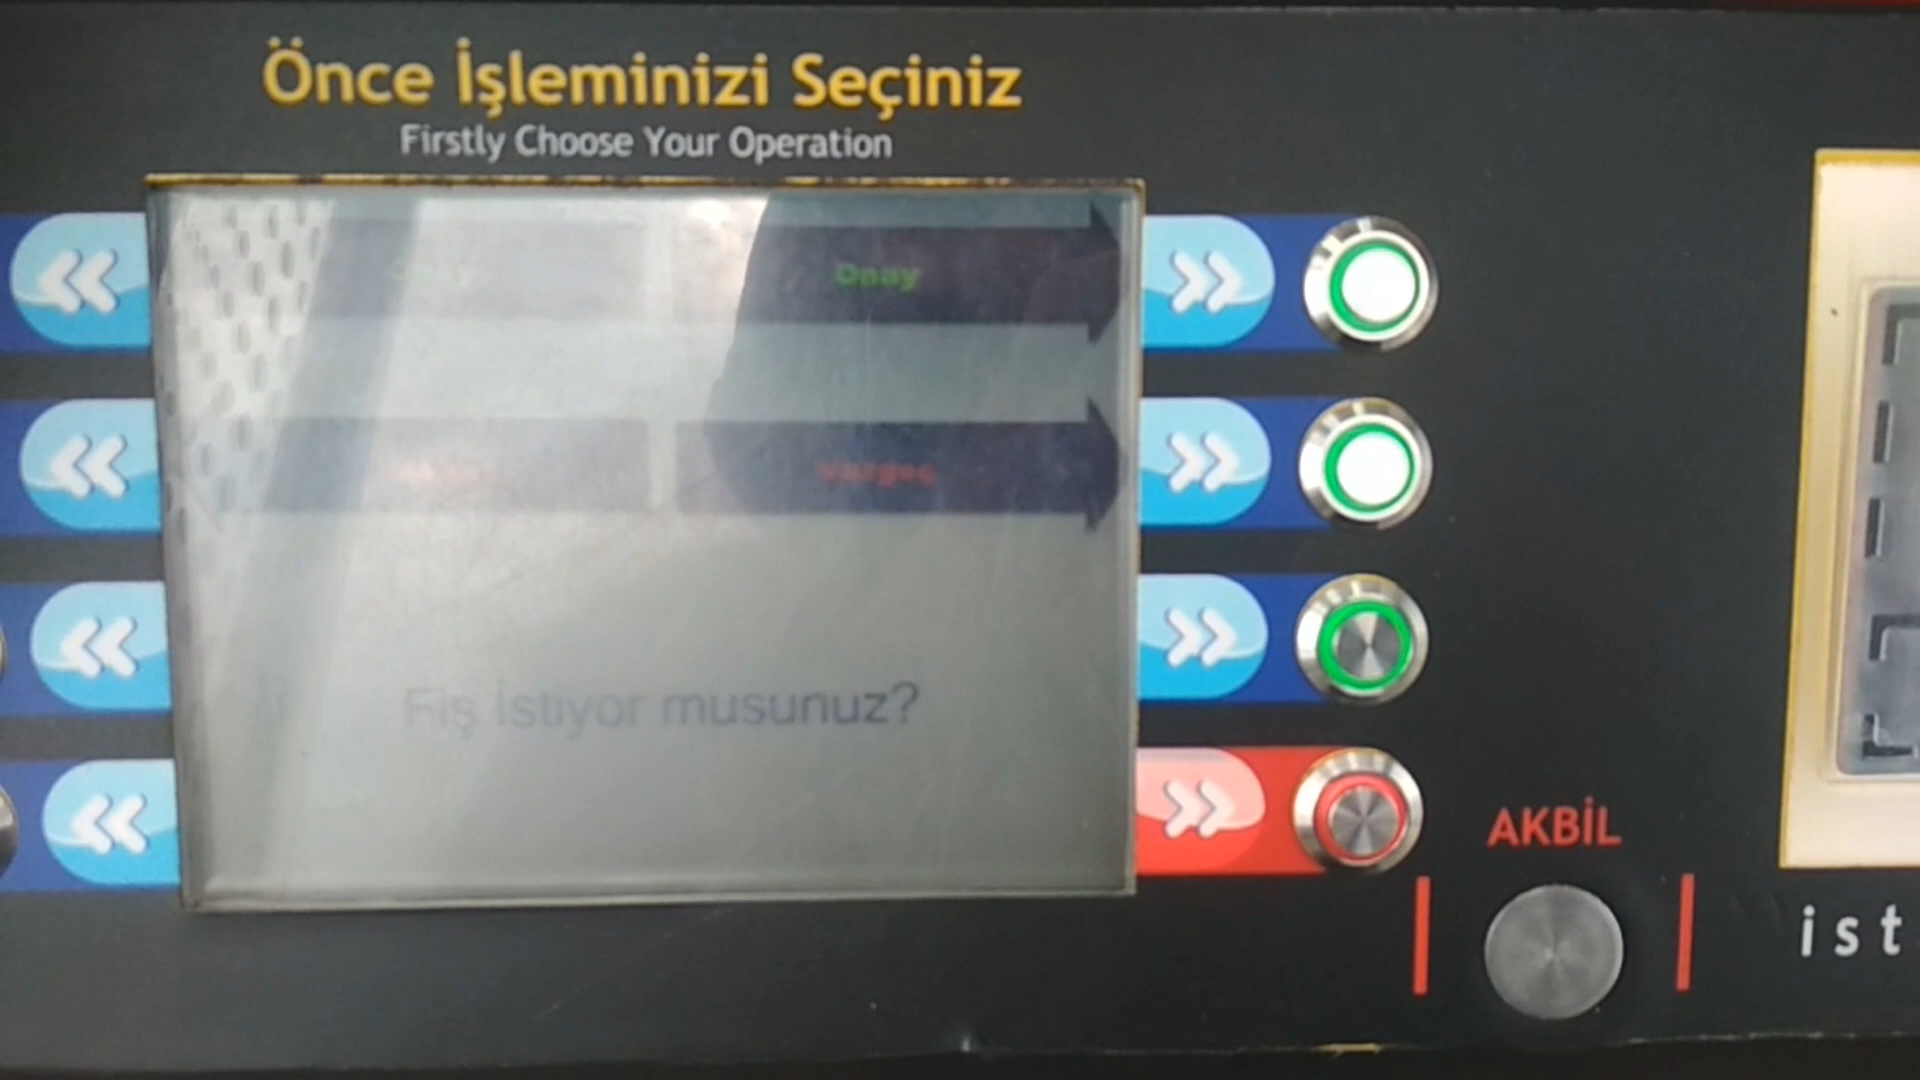 Önce İşleminizi Seçiniz
Firstly Choose Your Operation
Onay
Vazgeç
Fiş İstiyor musunuz?
AKBİL
ist